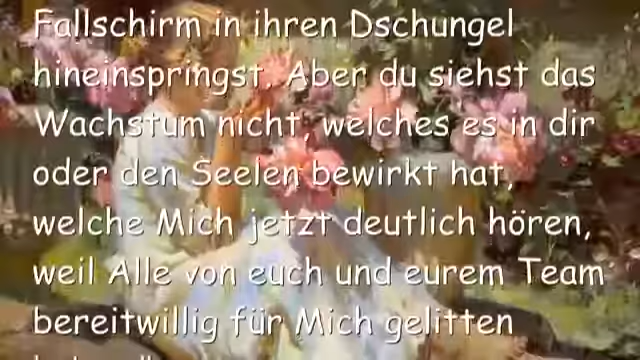 Fallschirm in ihren Dschungel
hineinspringst. Aber du siehst das
Wachstum nicht, welches es in dir
oder den Seelen bewirkt hat,
welche Mich jetzt deutlich hören,
weil Alle von euch und eurem Team
bereitwillig für Mich gelitten